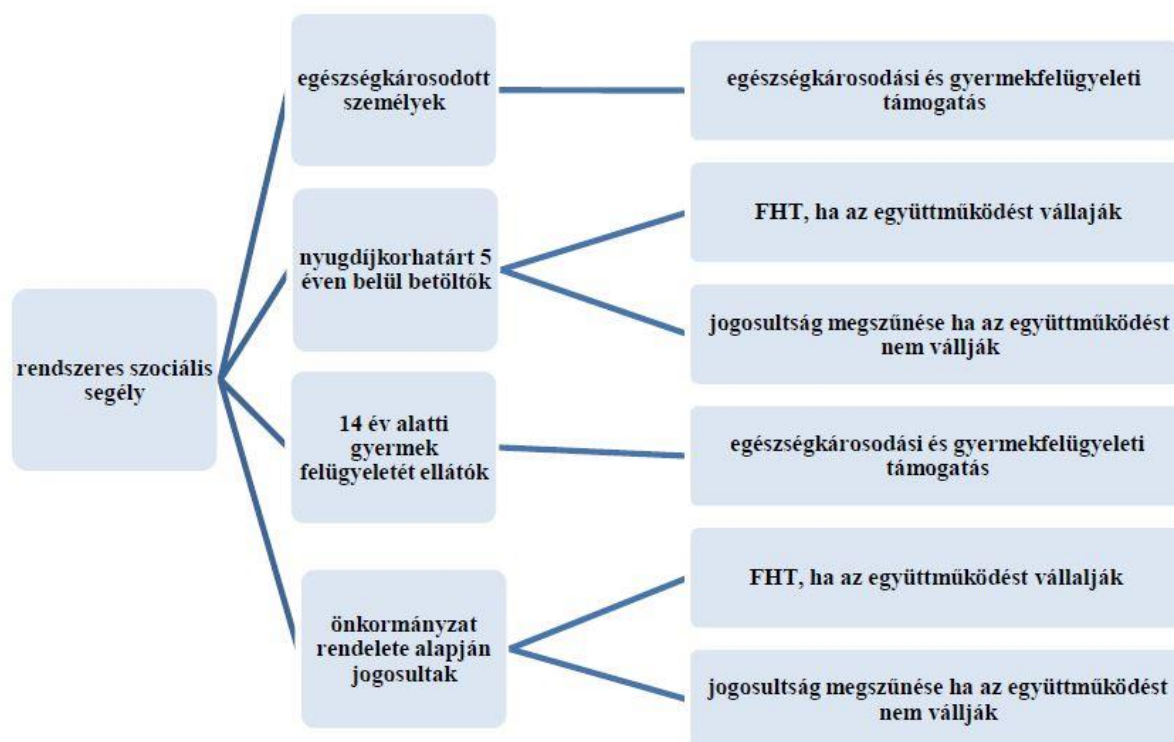 rendszeres szociális
segély
egészségkárosodott
személyek
egészségkárosodási és gyermekfelügyeleti
támogatás
nyugdíjkorhatárt 5
éven belül betöltők
FHT, ha az együttműködést vállaják
jogosultság megszűnése ha az együttműködést
nem vállják
14 év alatti
gyermek
felügyeletét ellátók
egészségkárosodási és gyermekfelügyeleti
támogatás
önkormányzat
rendelete alapján
jogosultak
FHT, ha az együttműködést vállalják
jogosultság megszűnése ha az együttműködést
nem vállják